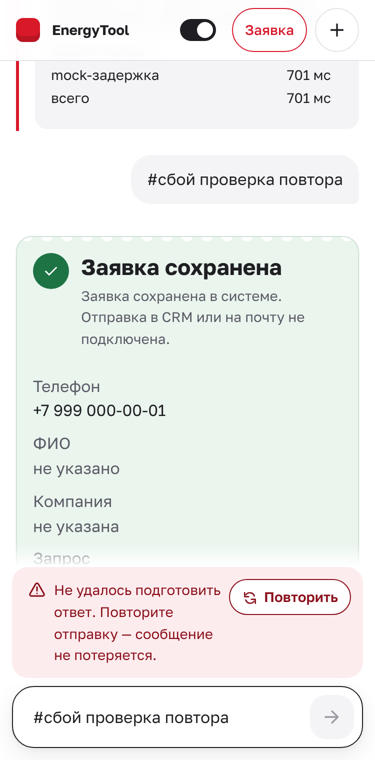 EnergyTool
Заявка
mock-задержка 701 мс
всего 701 мс
#сбой проверка повтора
Заявка сохранена
Заявка сохранена в системе.
Отправка в CRM или на почту не
подключена.
Телефон
+7 999 000-00-01
ФИО
не указано
Компания
не указана
Запрос
Не удалось подготовить
ответ. Повторите
отправку — сообщение
не потеряется.
Повторить
#сбой проверка повтора